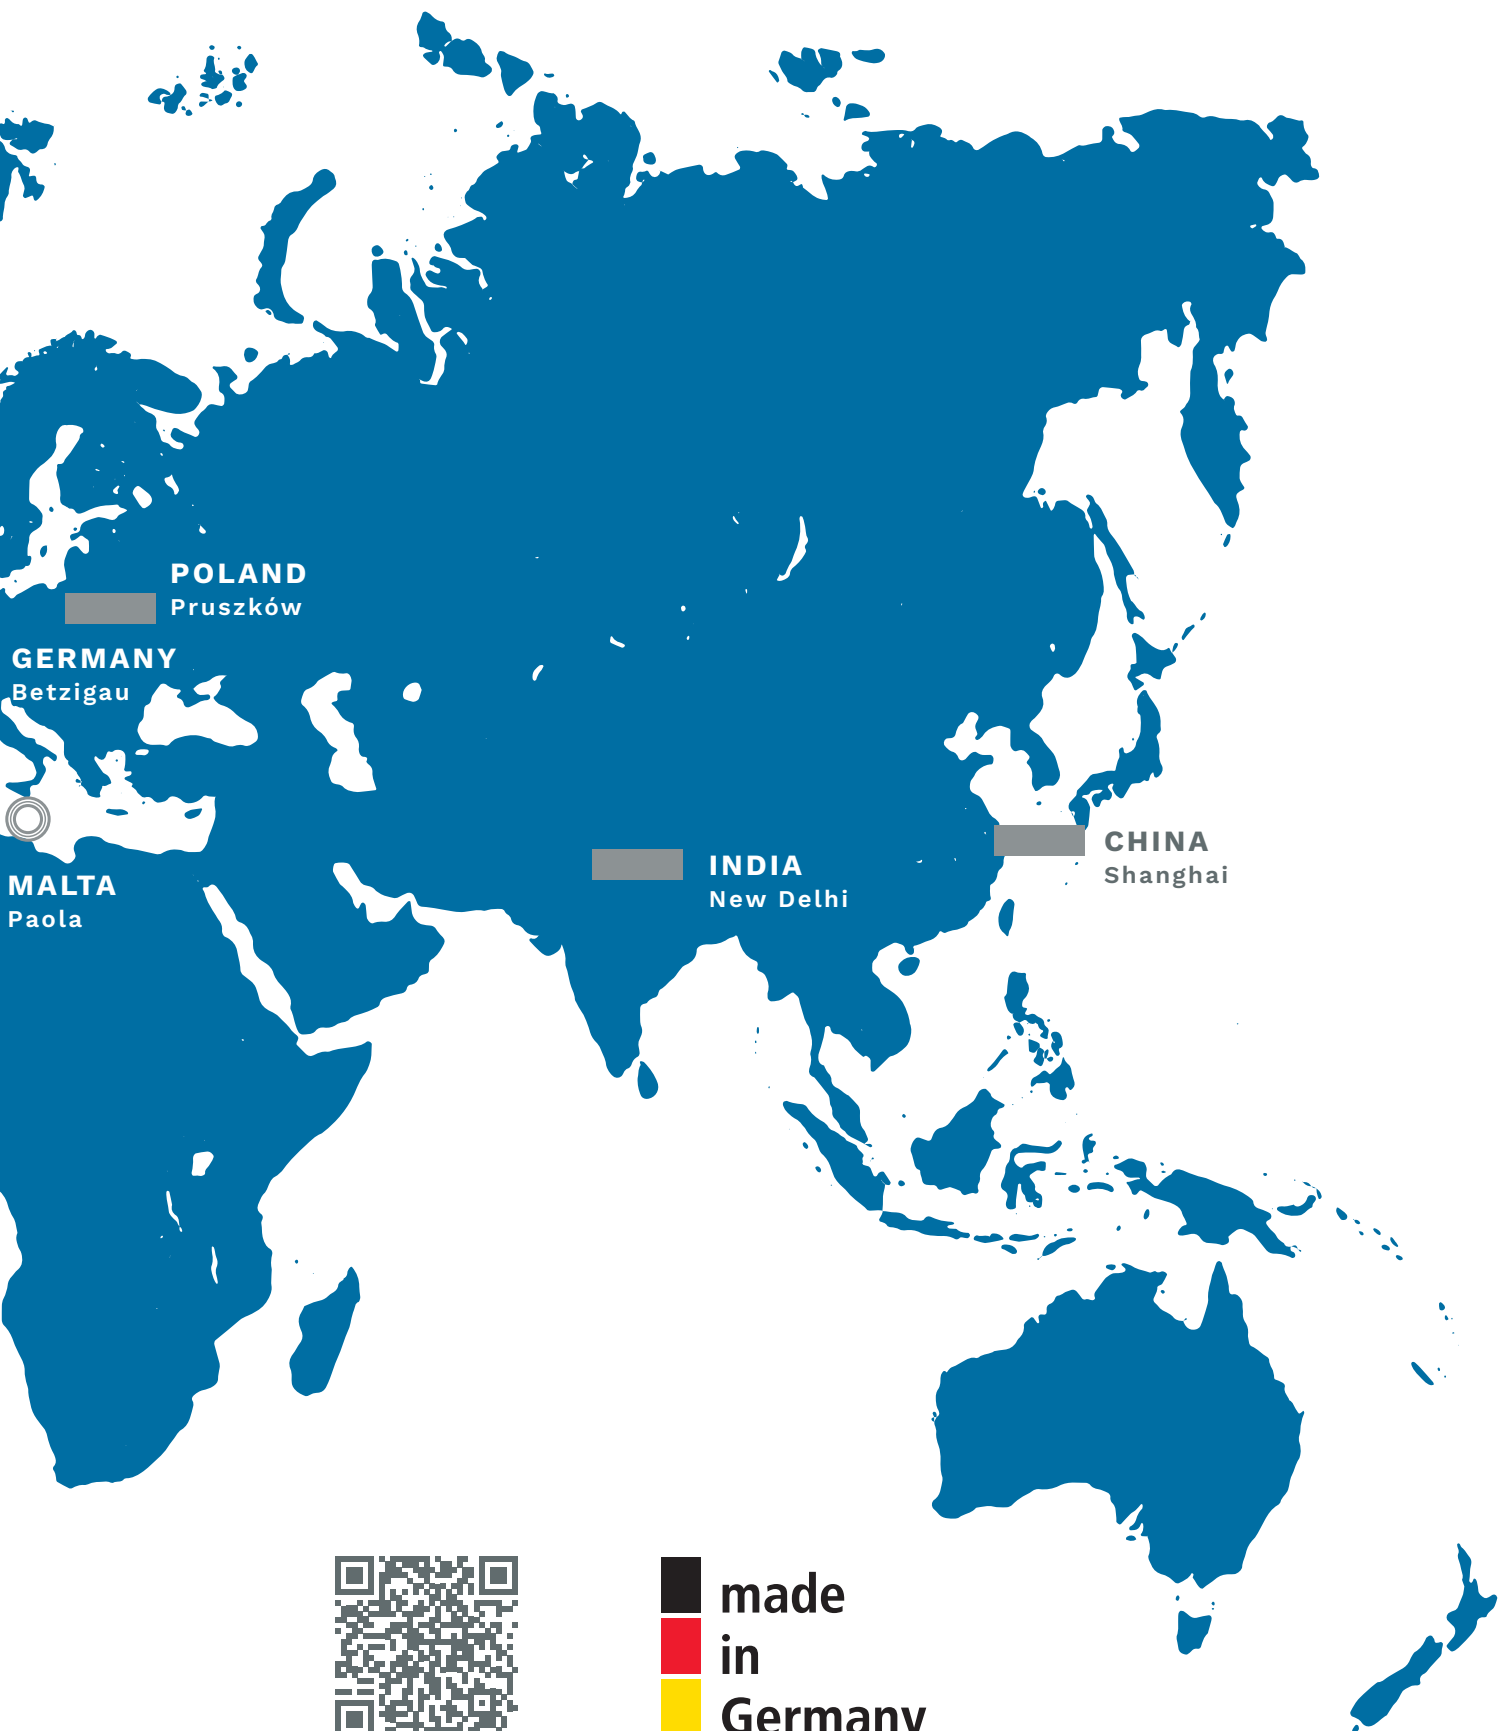 POLAND
Pruszków
GERMANY
Betzigau
MALTA
Paola
INDIA
New Delhi
CHINA
Shanghai
made
in
Germany